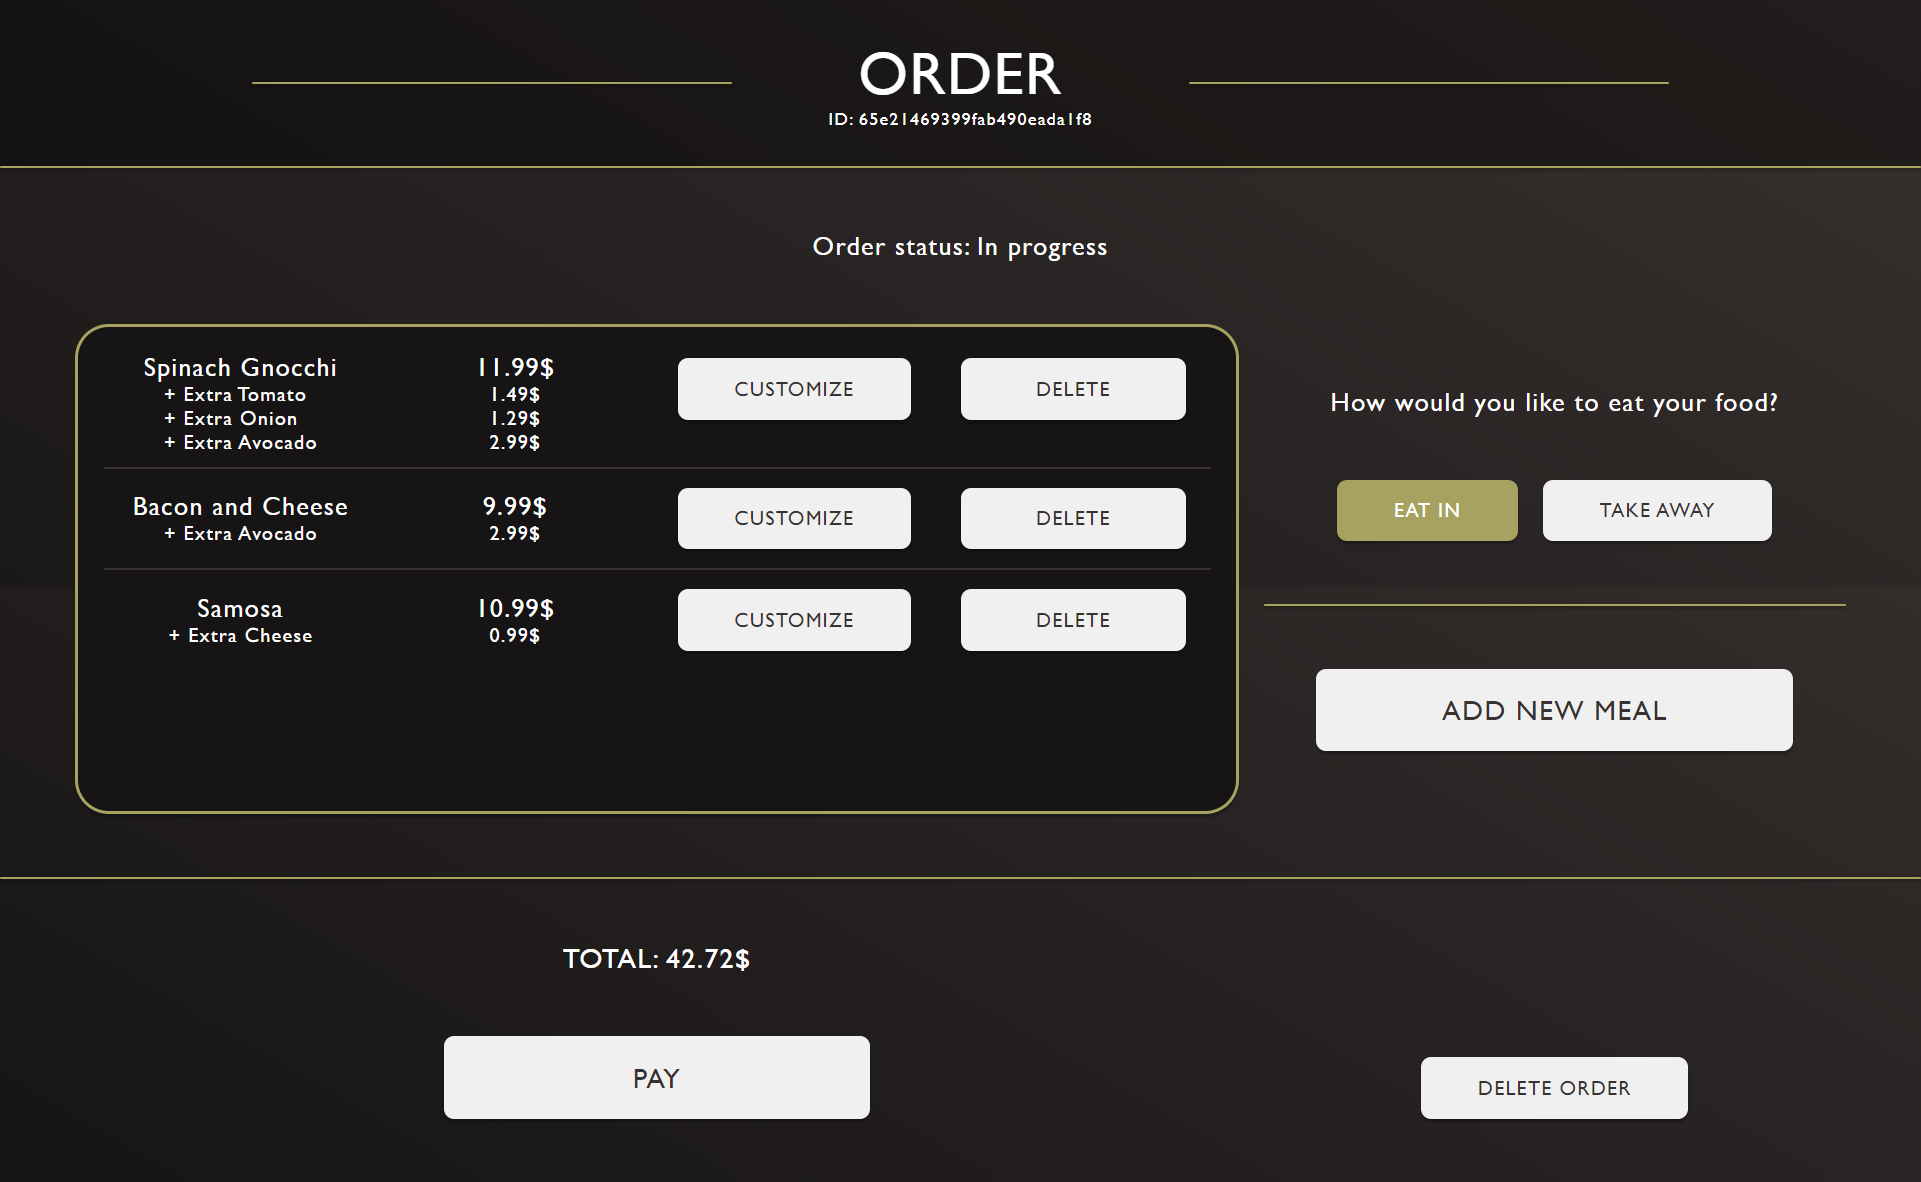 ORDER
ID: 65e21469399fab490eada1f8
Order status: In progress
Spinach Gnocchi 11.99$ CUSTOMIZE DELETE
+ Extra Tomato 1.49$
+ Extra Onion 1.29$
+ Extra Avocado 2.99$
Bacon and Cheese 9.99$ CUSTOMIZE DELETE
+ Extra Avocado 2.99$
Samosa 10.99$ CUSTOMIZE DELETE
+ Extra Cheese 0.99$
How would you like to eat your food?
EAT IN TAKE AWAY
ADD NEW MEAL
TOTAL: 42.72$
PAY
DELETE ORDER